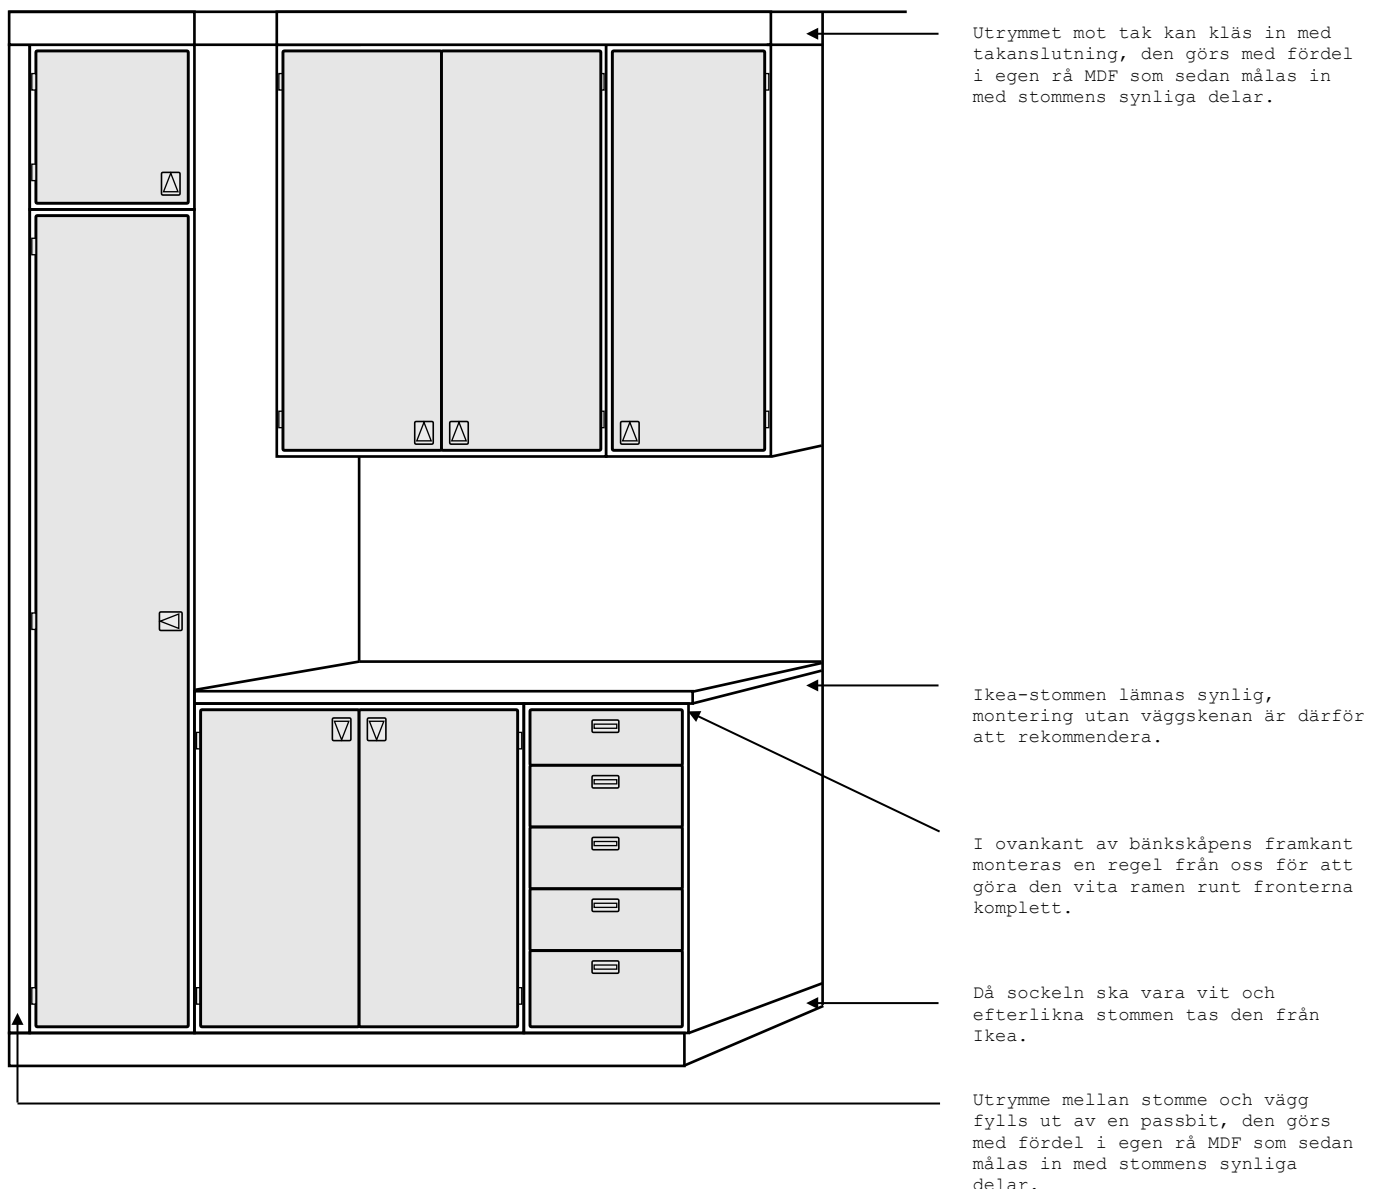 Utrymmet mot tak kan kläs in med
takanslutning, den görs med fördel
i egen rå MDF som sedan målas in
med stommens synliga delar.
Ikea-stommen lämnas synlig,
montering utan väggskenan är därför
att rekommendera.
I ovankant av bänkskåpens framkant
monteras en regel från oss för att
göra den vita ramen runt fronterna
komplett.
Då sockeln ska vara vit och
efterlikna stommen tas den från
Ikea.
Utrymme mellan stomme och vägg
fylls ut av en passbit, den görs
med fördel i egen rå MDF som sedan
målas in med stommens synliga
delar.